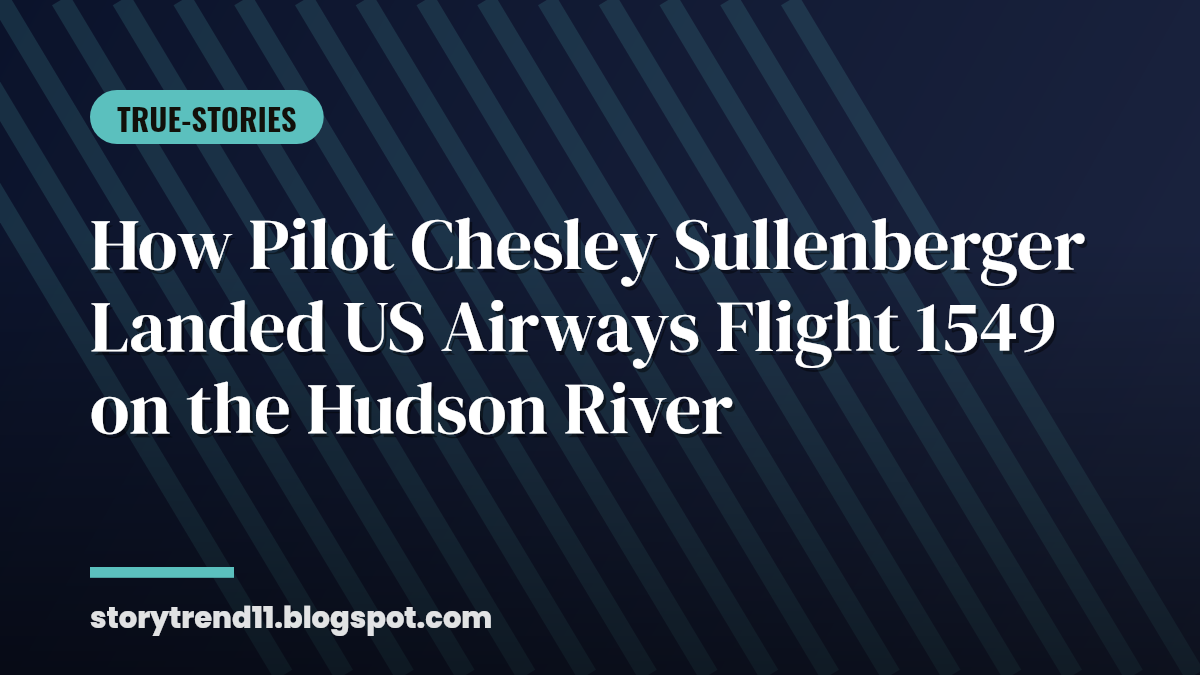 TRUE-STORIES
How Pilot Chesley Sullenberger
Landed US Airways Flight 1549
on the Hudson River
storytrend11.blogspot.com